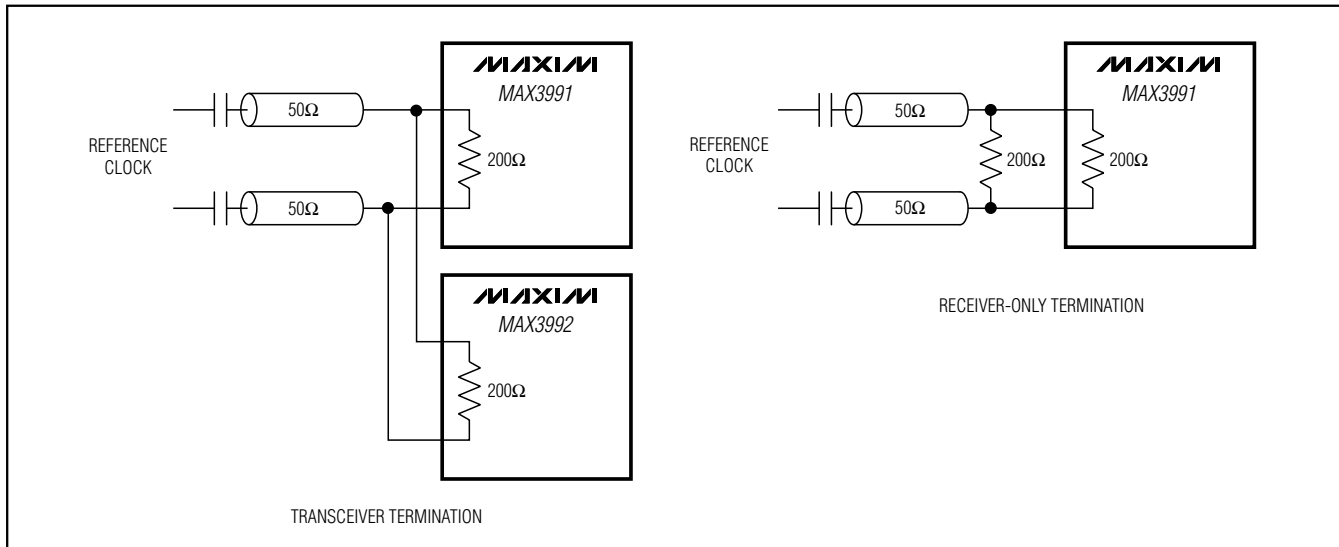 MAXIM
MAX3991
50Ω
200Ω
REFERENCE
CLOCK
50Ω
MAXIM
MAX3992
200Ω
TRANSCEIVER TERMINATION
MAXIM
MAX3991
50Ω
REFERENCE
CLOCK
200Ω
200Ω
50Ω
RECEIVER-ONLY TERMINATION